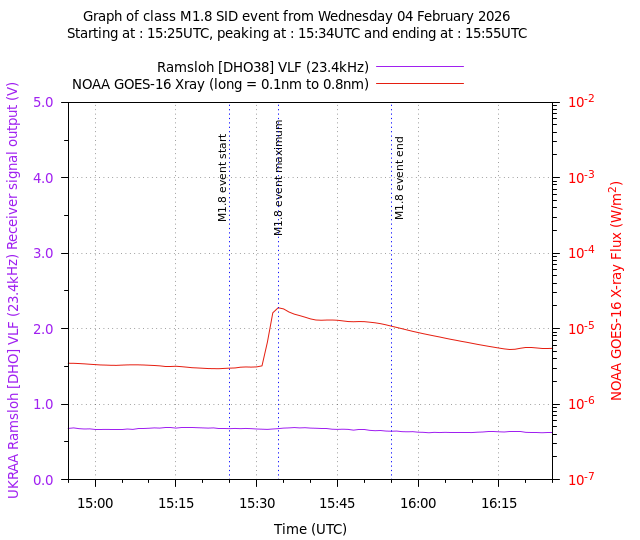 Graph of class M1.8 SID event from Wednesday 04 February 2026
Starting at : 15:25UTC, peaking at : 15:34UTC and ending at : 15:55UTC
Ramsloh [DHO38] VLF (23.4kHz)
NOAA GOES-16 Xray (long = 0.1nm to 0.8nm)
UKRAA Ramsloh [DHO] VLF (23.4kHz) Receiver signal output (V)
5.0
4.0
3.0
2.0
1.0
0.0
M1.8 event start
M1.8 event maximum
M1.8 event end
10^-2
10^-3
10^-4
10^-5
10^-6
10^-7
NOAA GOES-16 X-ray Flux (W/m²)
15:00 15:15 15:30 15:45 16:00 16:15
Time (UTC)